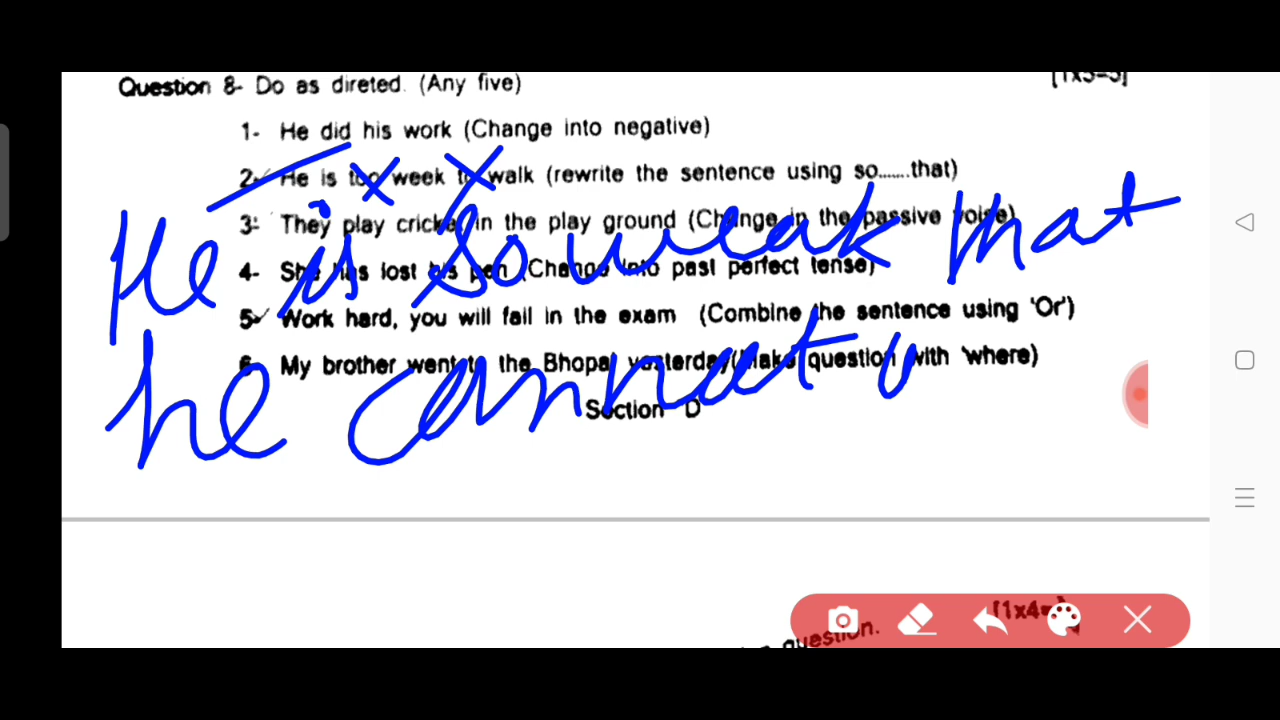 Question 8- Do as direted. (Any five)
1- He did his work (Change into negative)
2- He is too week to walk (rewrite the sentence using so.......that)
3- They play cricket in the play ground (Change in the passive voise)
He is so weak that
4- She has lost his pen (Change into past perfect tense)
5- Work hard, you will fail in the exam (Combine the sentence using 'Or')
6- My brother went to the Bhopal yesterday(Make question with 'where)
he cannat
Section D
[1x4=
question.